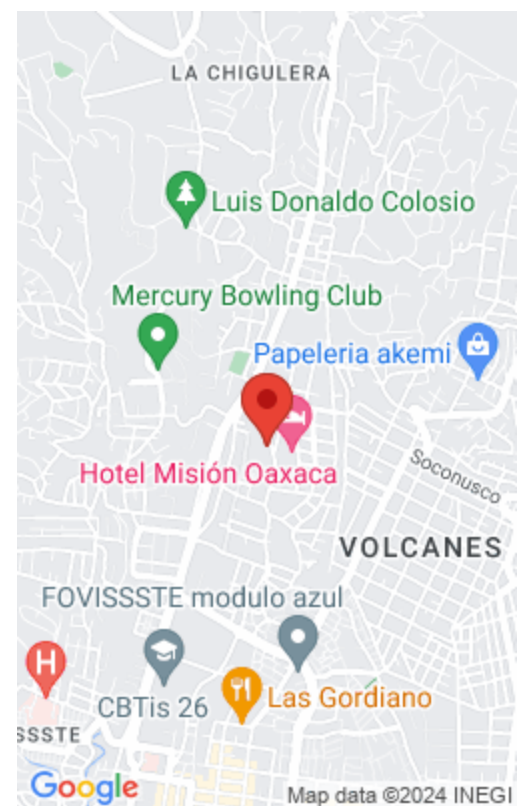 LA CHIGULERA
Luis Donaldo Colosio
Mercury Bowling Club
Papeleria akemi
Hotel Misión Oaxaca
Soconusco
VOLCANES
FOVISSSTE modulo azul
H
CBTis 26
Las Gordiano
SSSTE
Google
Map data ©2024 INEGI